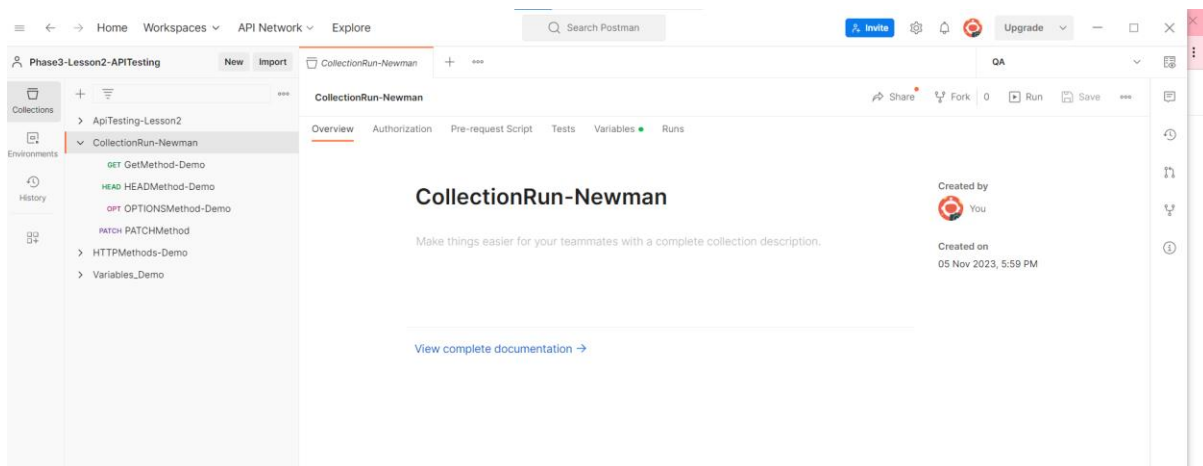 Home Workspaces API Network Explore Search Postman Invite Upgrade
Phase3-Lesson2-APITesting New Import CollectionRun-Newman QA
Collections
Environments
History
ApiTesting-Lesson2
CollectionRun-Newman
GET GetMethod-Demo
HEAD HEADMethod-Demo
OPT OPTIONSMethod-Demo
PATCH PATCHMethod
HTTPMethods-Demo
Variables_Demo
CollectionRun-Newman Share Fork 0 Run Save
Overview Authorization Pre-request Script Tests Variables Runs
CollectionRun-Newman
Make things easier for your teammates with a complete collection description.
View complete documentation →
Created by
You
Created on
05 Nov 2023, 5:59 PM